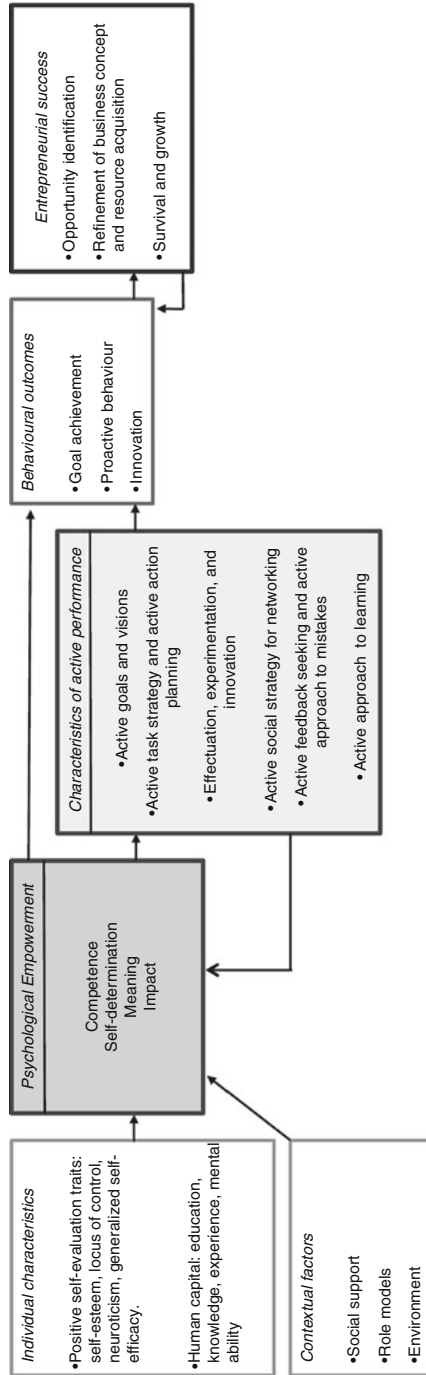 Individual characteristics
•Positive self-evaluation traits:
self-esteem, locus of control,
neuroticism, generalized self-
efficacy.
•Human capital: education,
knowledge, experience, mental
ability
Contextual factors
•Social support
•Role models
•Environment
Psychological Empowerment
Competence
Self-determination
Meaning
Impact
Characteristics of active performance
•Active goals and visions
•Active task strategy and active action
planning
•Effectuation, experimentation, and
innovation
•Active social strategy for networking
•Active feedback seeking and active
approach to mistakes
•Active approach to learning
Behavioural outcomes
•Goal achievement
•Proactive behaviour
•Innovation
Entrepreneurial success
•Opportunity identification
•Refinement of business concept
and resource acquisition
•Survival and growth